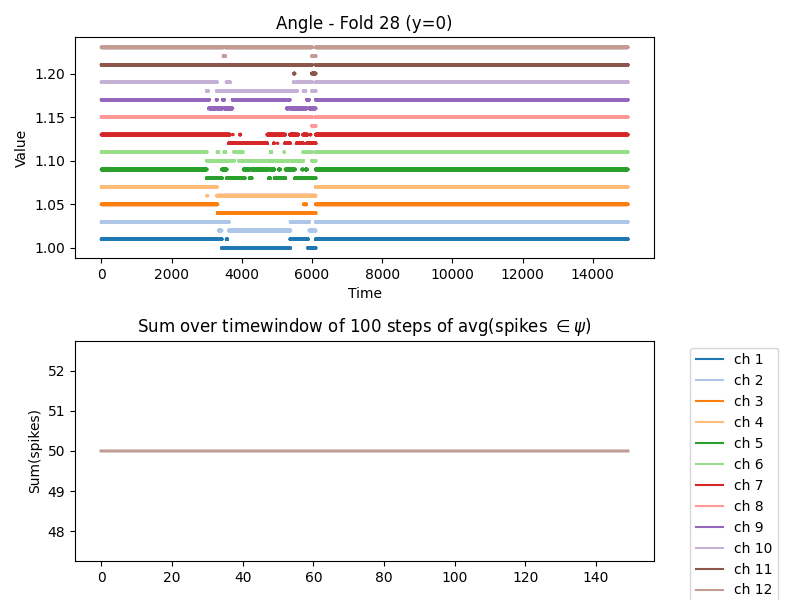 Angle - Fold 28 (y=0)
Value
1.20
1.15
1.10
1.05
1.00
0 2000 4000 6000 8000 10000 12000 14000
Time
Sum over timewindow of 100 steps of avg(spikes ∈ ψ)
Sum(spikes)
52
51
50
49
48
0 20 40 60 80 100 120 140
ch 1
ch 2
ch 3
ch 4
ch 5
ch 6
ch 7
ch 8
ch 9
ch 10
ch 11
ch 12